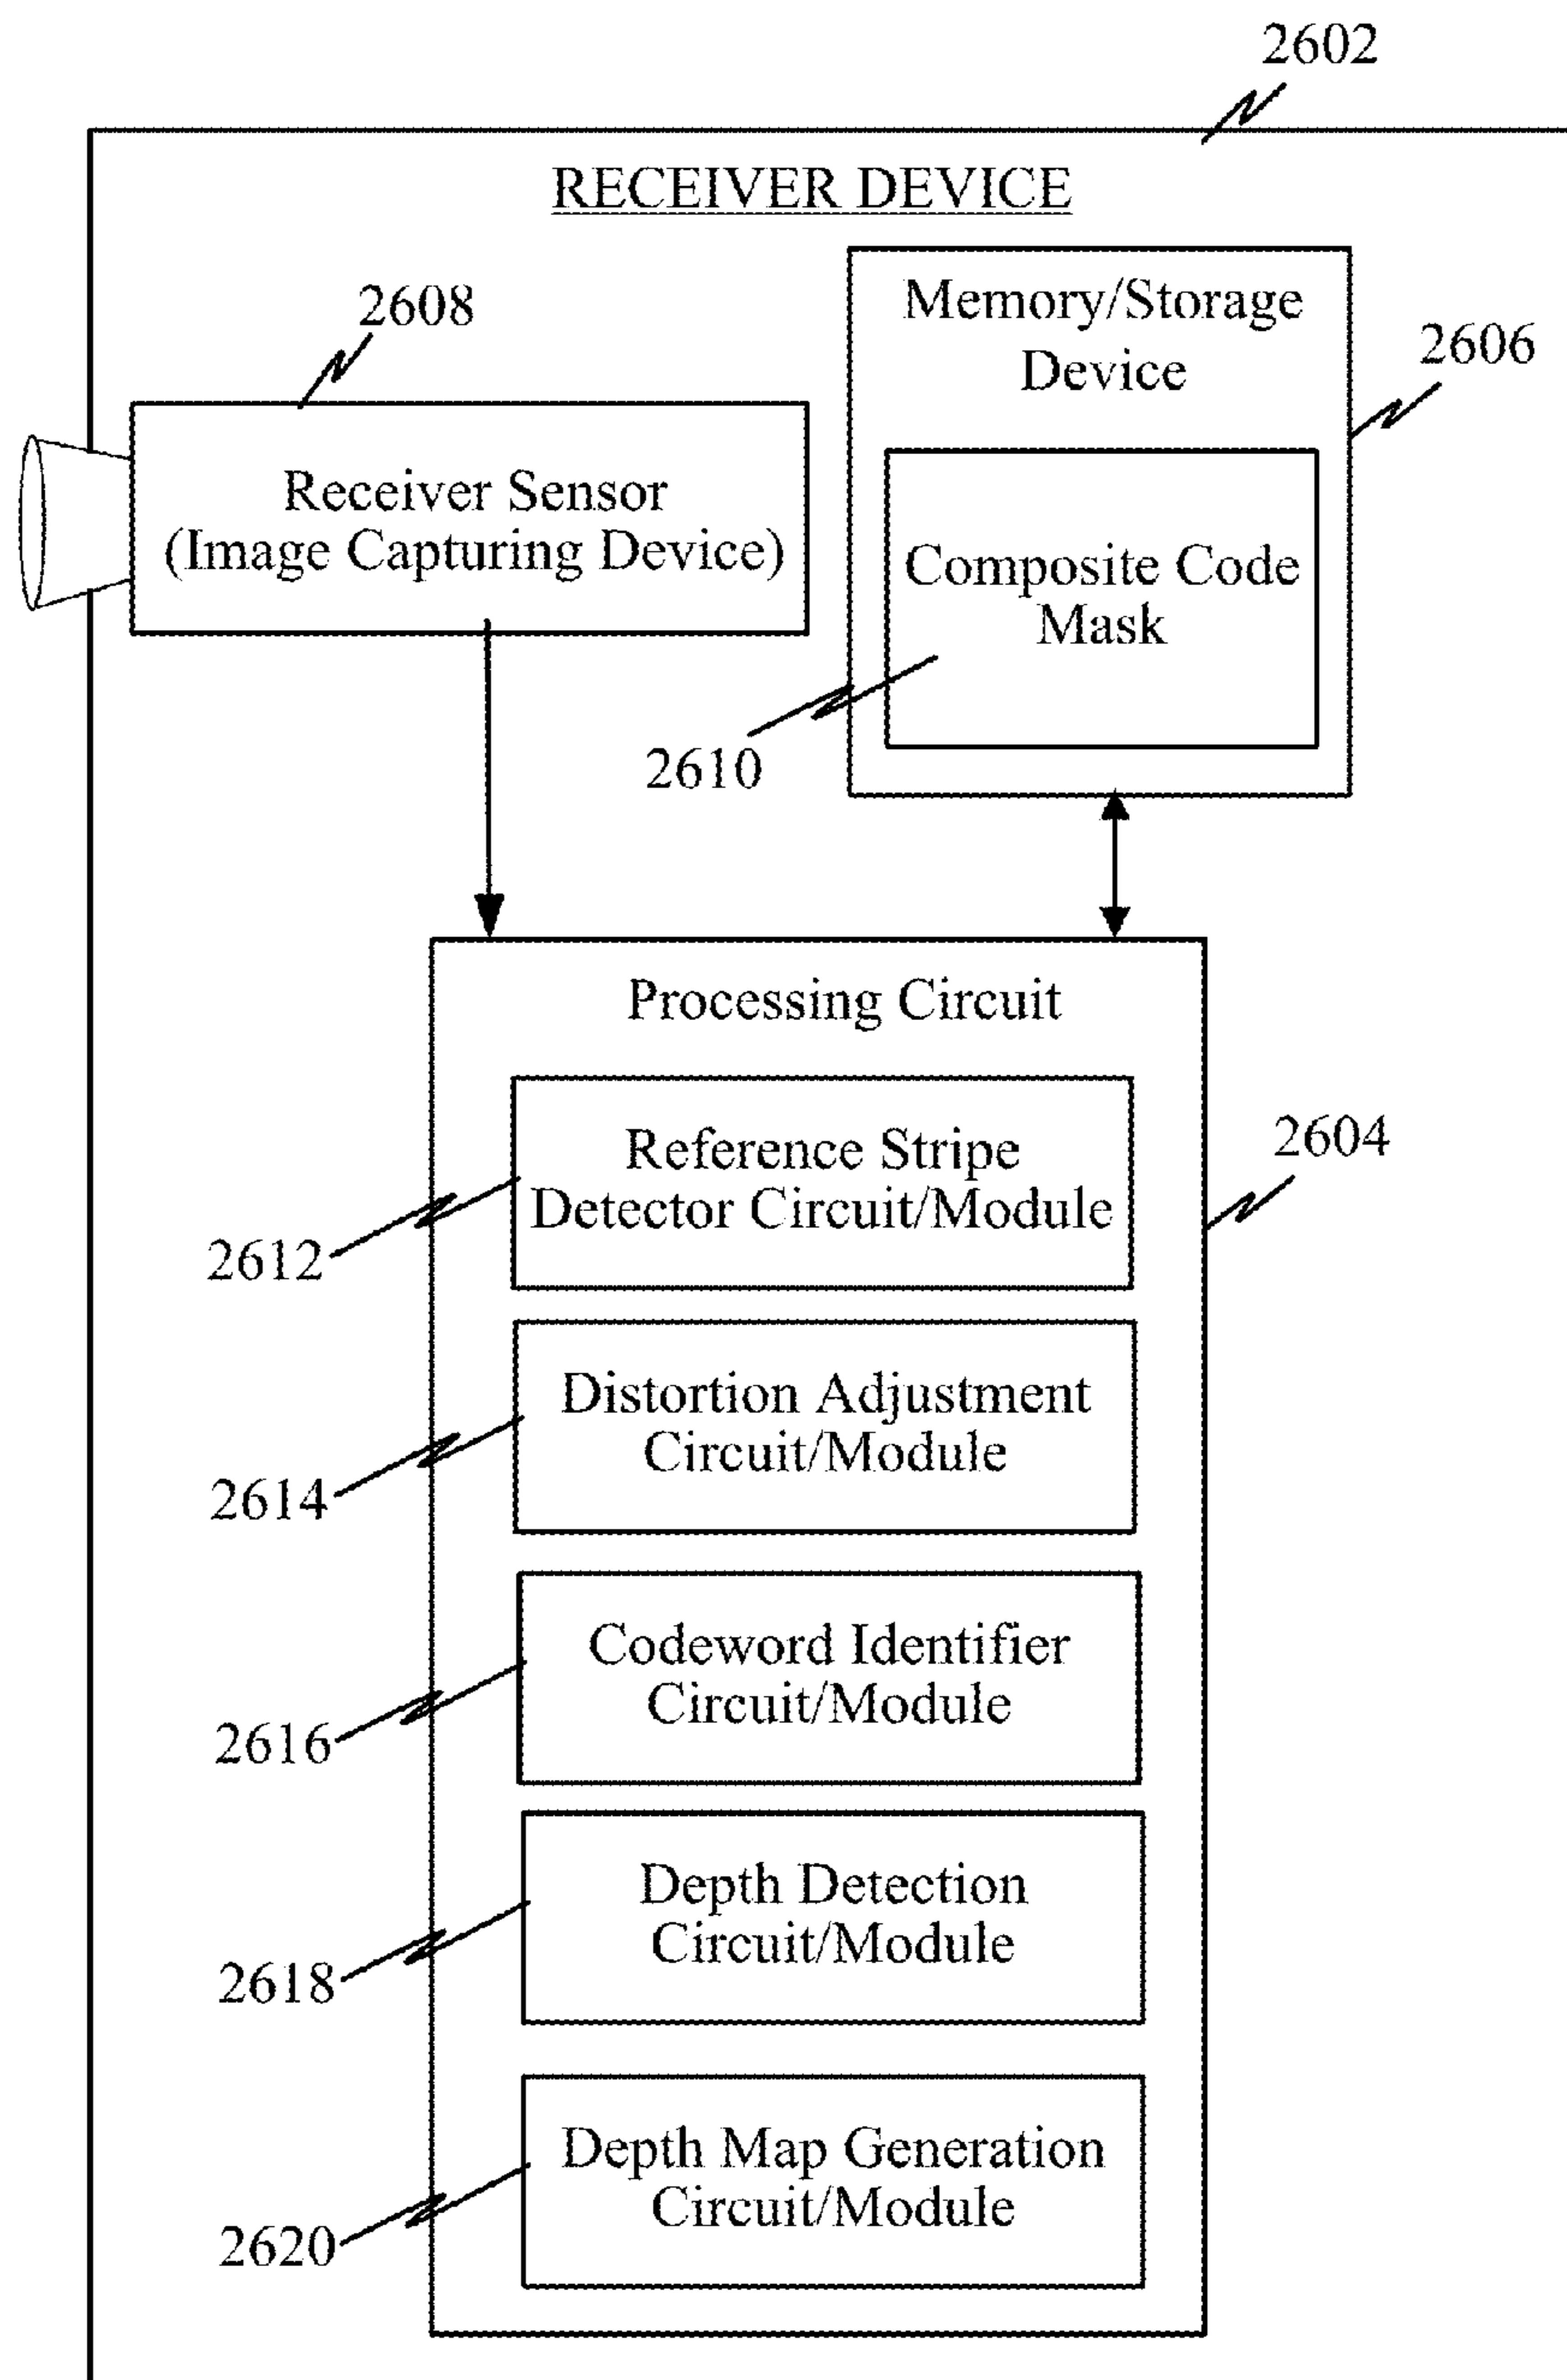 2602
RECEIVER DEVICE
2608
Memory/Storage
Device
2606
Receiver Sensor
(Image Capturing Device)
Composite Code
Mask
2610
Processing Circuit
Reference Stripe
Detector Circuit/Module
2604
2612
Distortion Adjustment
Circuit/Module
2614
Codeword Identifier
Circuit/Module
2616
Depth Detection
Circuit/Module
2618
Depth Map Generation
Circuit/Module
2620